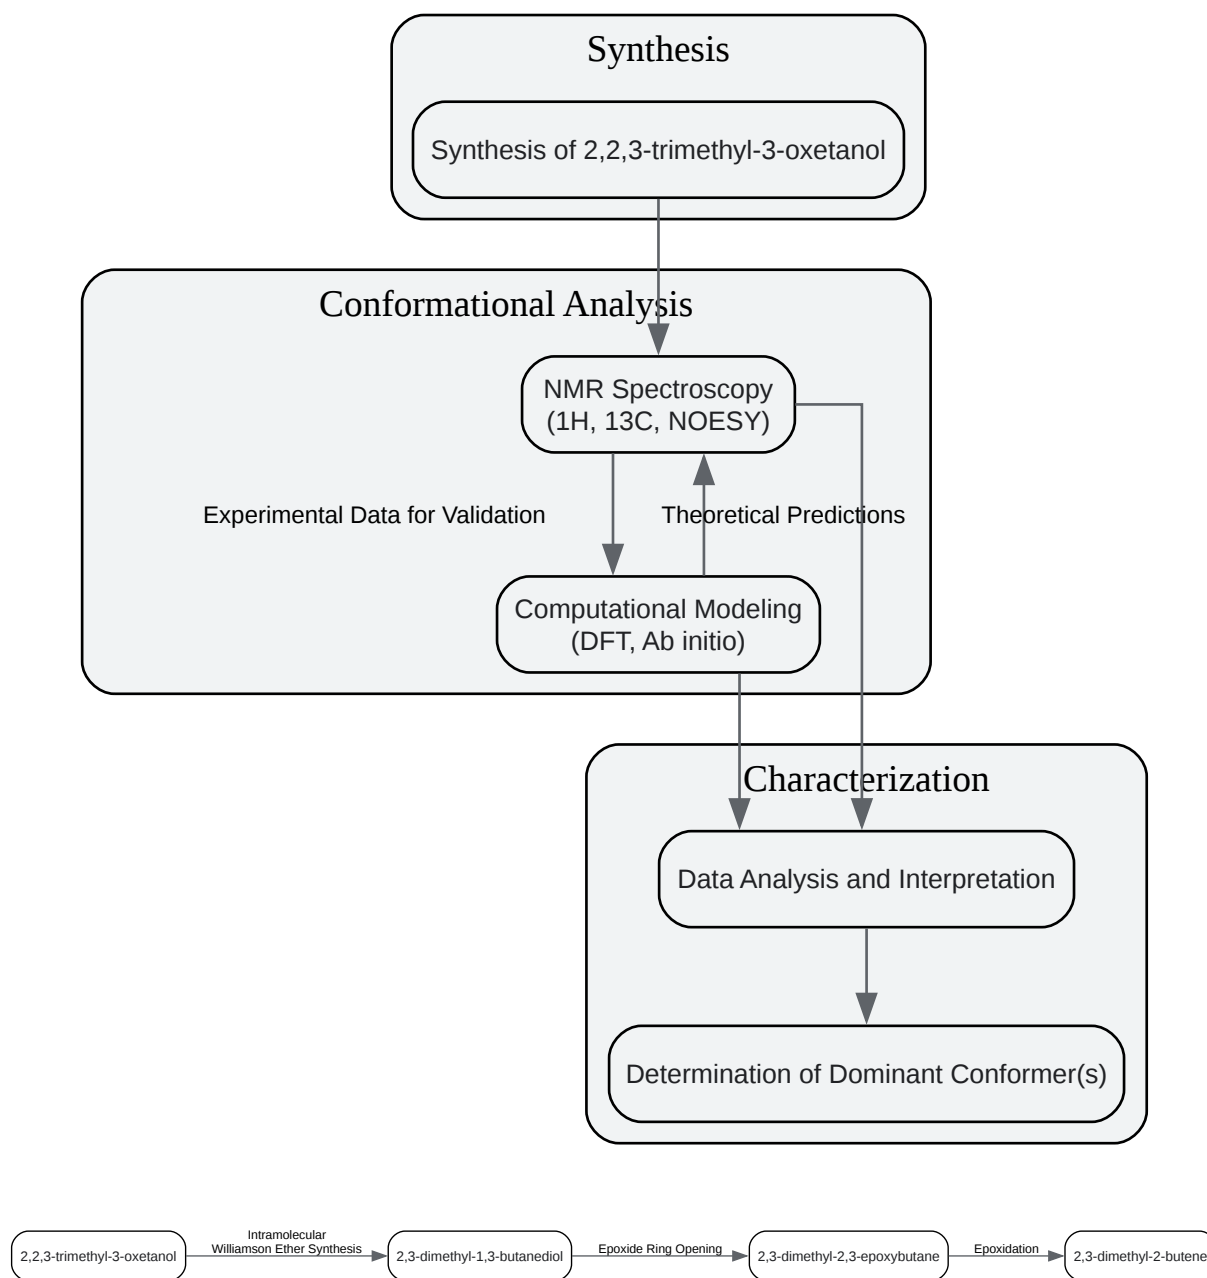 Synthesis
Synthesis of 2,2,3-trimethyl-3-oxetanol
Conformational Analysis
NMR Spectroscopy
(1H, 13C, NOESY)
Experimental Data for Validation
Theoretical Predictions
Computational Modeling
(DFT, Ab initio)
Characterization
Data Analysis and Interpretation
Determination of Dominant Conformer(s)
2,2,3-trimethyl-3-oxetanol
Intramolecular
Williamson Ether Synthesis
2,3-dimethyl-1,3-butanediol
Epoxide Ring Opening
2,3-dimethyl-2,3-epoxybutane
Epoxidation
2,3-dimethyl-2-butene